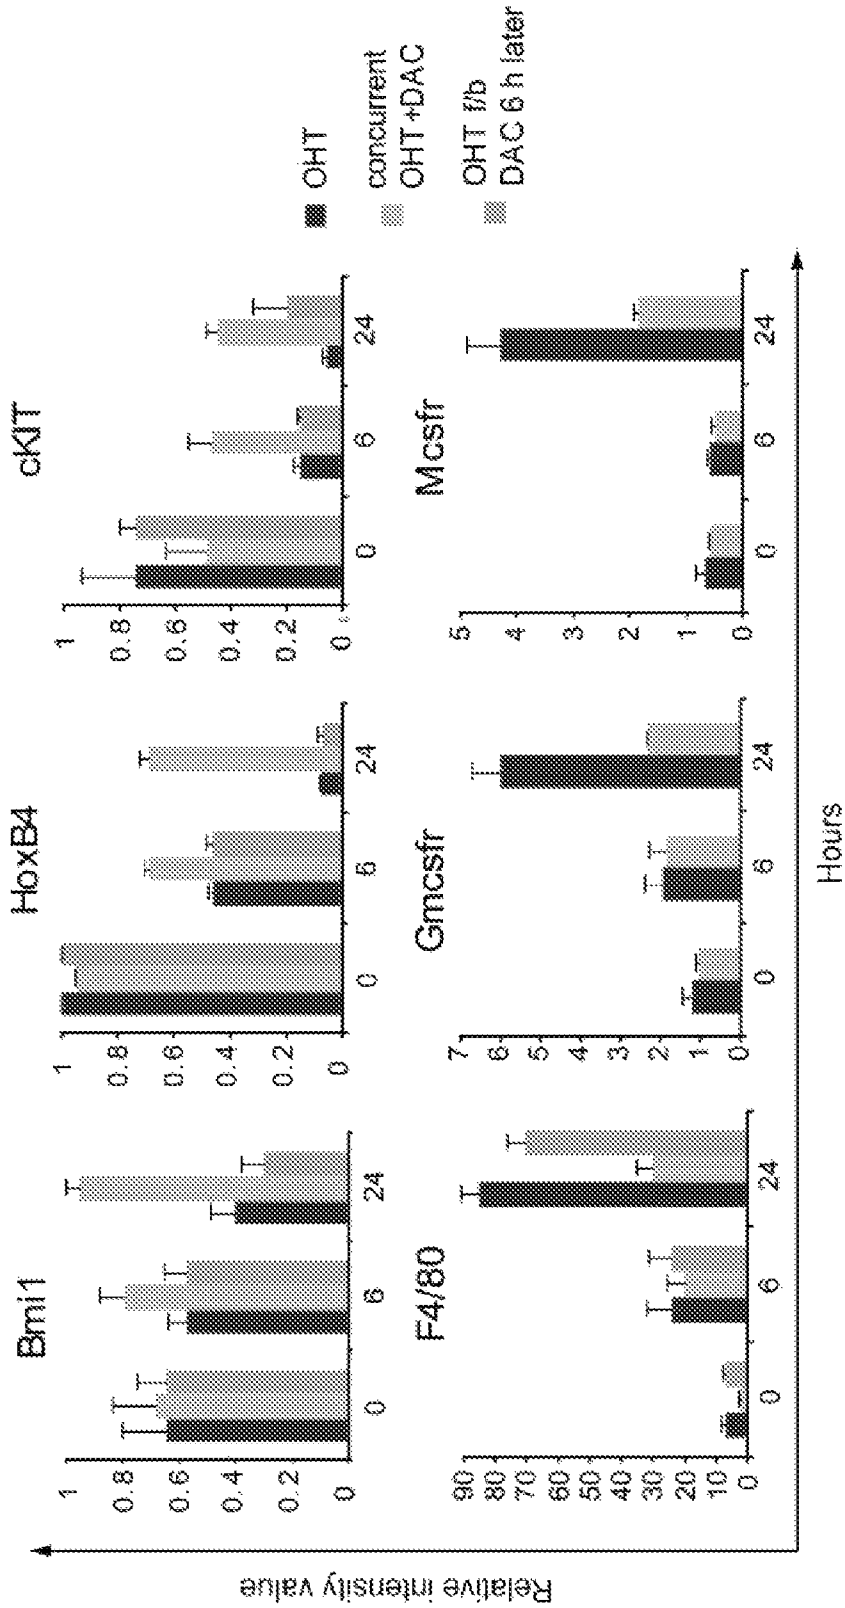 Relative intensity value
Bmi1
1
0.8
0.6
0.4
0.2
0
0 6 24
HoxB4
1
0.8
0.6
0.4
0.2
0
0 6 24
cKIT
1
0.8
0.6
0.4
0.2
0
0 6 24
F4/80
90
80
70
60
50
40
30
20
10
0
0 6 24
Gmcsfr
7
6
5
4
3
2
1
0
0 6 24
Mcsfr
5
4
2
1
0
0 6 24
Hours
OHT
concurrent
OHT+DAC
OHT f/b
DAC 6 h later